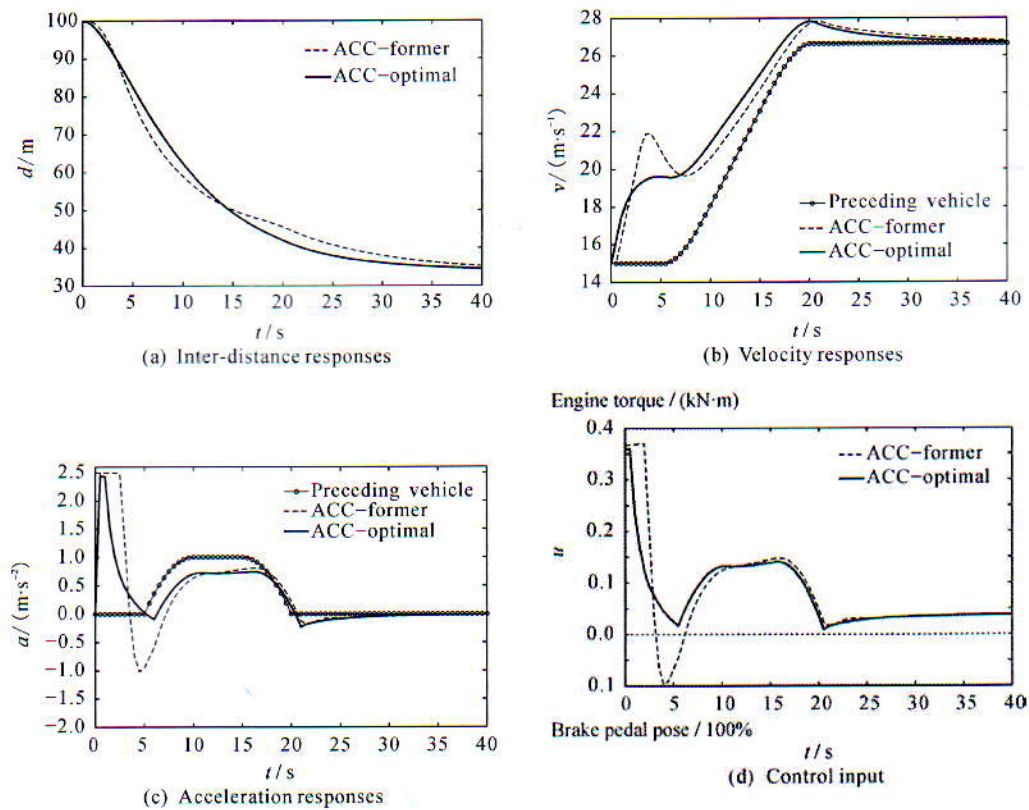 100
90
80
70
60
50
40
30
d/m
ACC-former
ACC-optimal
0 5 10 15 20 25 30 35 40
t/s
(a) Inter-distance responses
28
26
24
22
20
18
16
14
v/(m·s⁻¹)
Preceding vehicle
ACC-former
ACC-optimal
0 5 10 15 20 25 30 35 40
t/s
(b) Velocity responses
2.5
2.0
1.5
1.0
0.5
0.0
−0.5
−1.0
−1.5
−2.0
a/(m·s⁻²)
Preceding vehicle
ACC-former
ACC-optimal
0 5 10 15 20 25 30 35 40
t/s
(c) Acceleration responses
Engine torque / (kN·m)
0.4
0.3
0.2
0.1
0.0
0.1
u
ACC-former
ACC-optimal
0 5 10 15 20 25 30 35 40
Brake pedal pose / 100%
t/s
(d) Control input